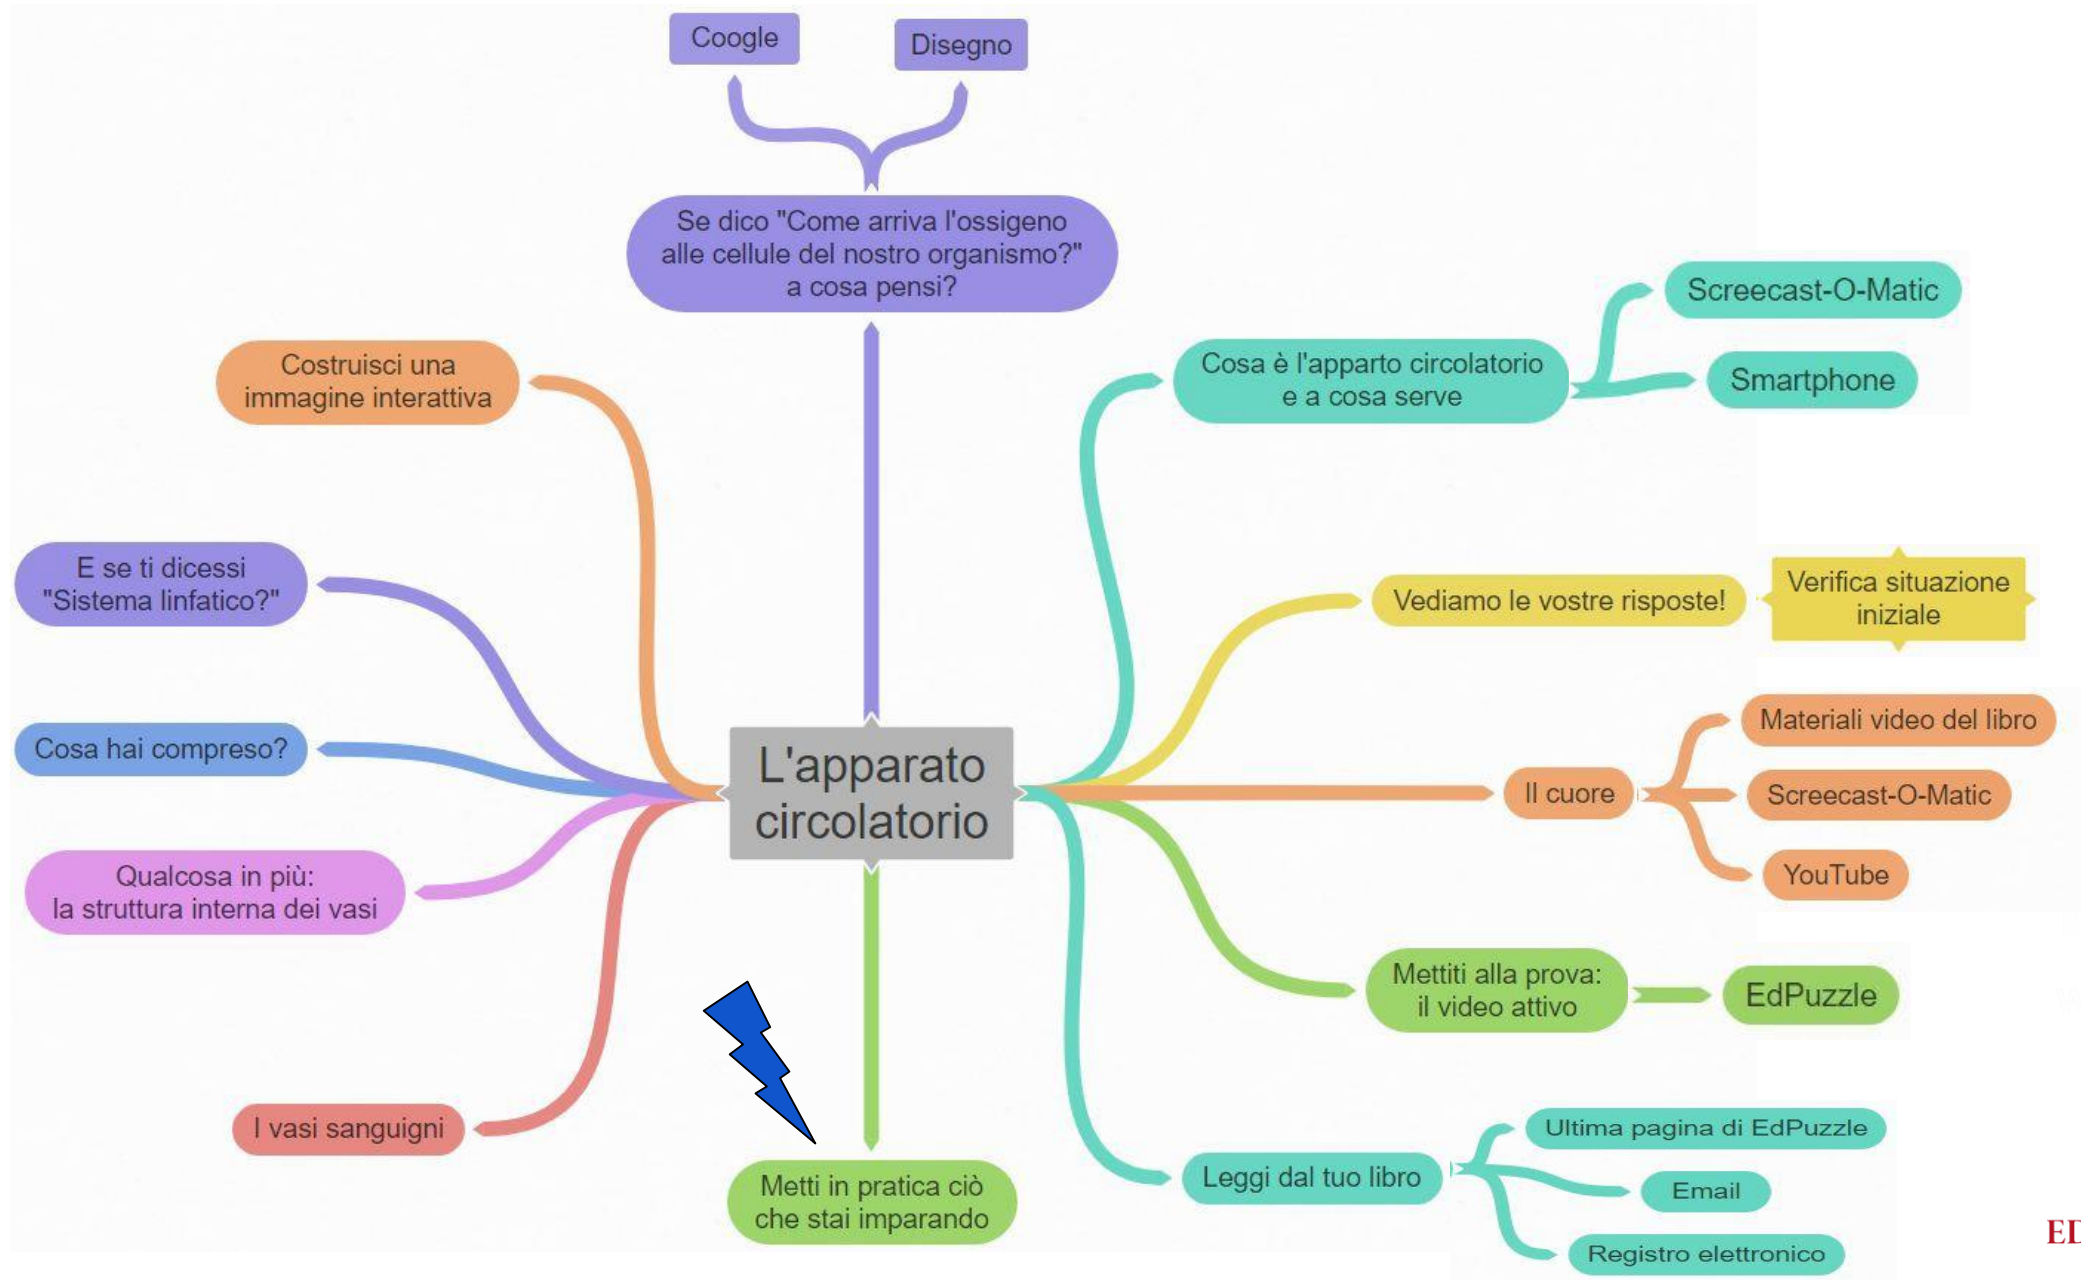 Coogle
Disegno
Se dico "Come arriva l'ossigeno
alle cellule del nostro organismo?"
a cosa pensi?
Screecast-O-Matic
Cosa è l'apparto circolatorio
e a cosa serve
Smartphone
Costruisci una
immagine interattiva
E se ti dicessi
"Sistema linfatico?"
Vediamo le vostre risposte!
Verifica situazione
iniziale
Cosa hai compreso?
L'apparato
circolatorio
Materiali video del libro
Il cuore
Screecast-O-Matic
YouTube
Qualcosa in più:
la struttura interna dei vasi
Mettiti alla prova:
il video attivo
EdPuzzle
I vasi sanguigni
Metti in pratica ciò
che stai imparando
Leggi dal tuo libro
Ultima pagina di EdPuzzle
Email
Registro elettronico